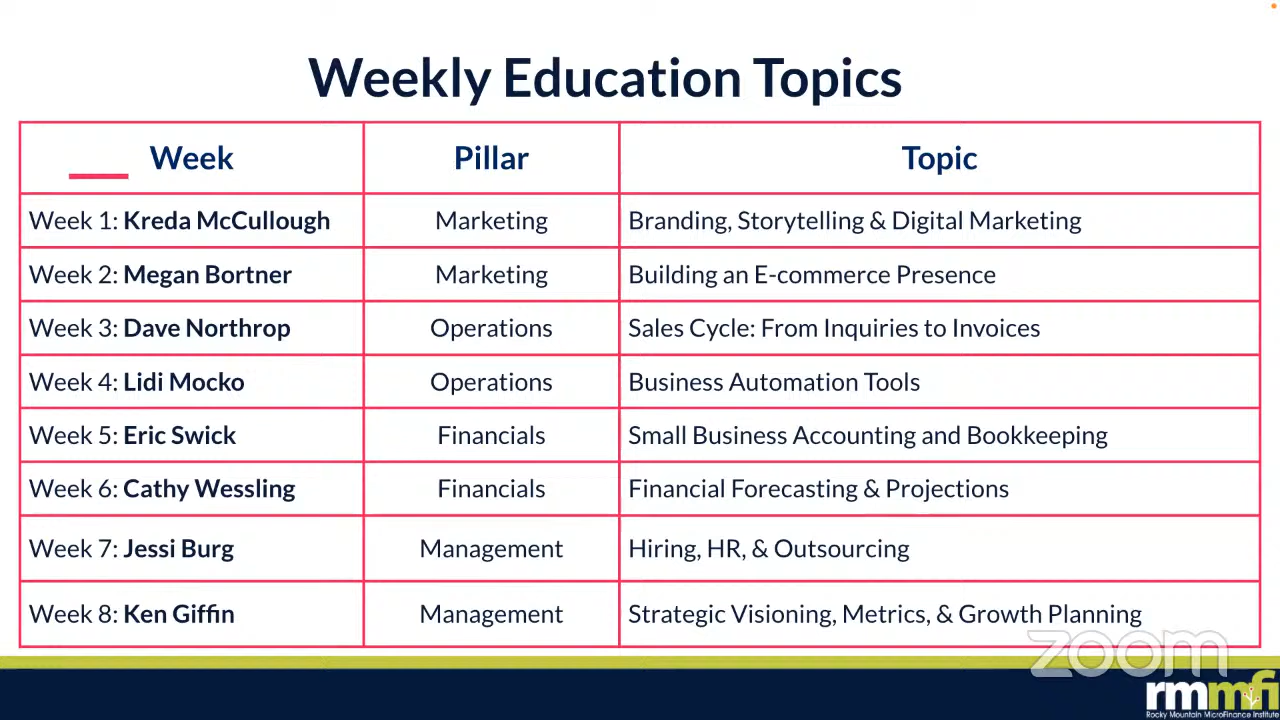 Weekly Education Topics
Week Pillar Topic
Week 1: Kreda McCullough Marketing Branding, Storytelling & Digital Marketing
Week 2: Megan Bortner Marketing Building an E-commerce Presence
Week 3: Dave Northrop Operations Sales Cycle: From Inquiries to Invoices
Week 4: Lidi Mocko Operations Business Automation Tools
Week 5: Eric Swick Financials Small Business Accounting and Bookkeeping
Week 6: Cathy Wessling Financials Financial Forecasting & Projections
Week 7: Jessi Burg Management Hiring, HR, & Outsourcing
Week 8: Ken Giffin Management Strategic Visioning, Metrics, & Growth Planning
zoom
rmmfi
Rocky Mountain MicroFinance Institute